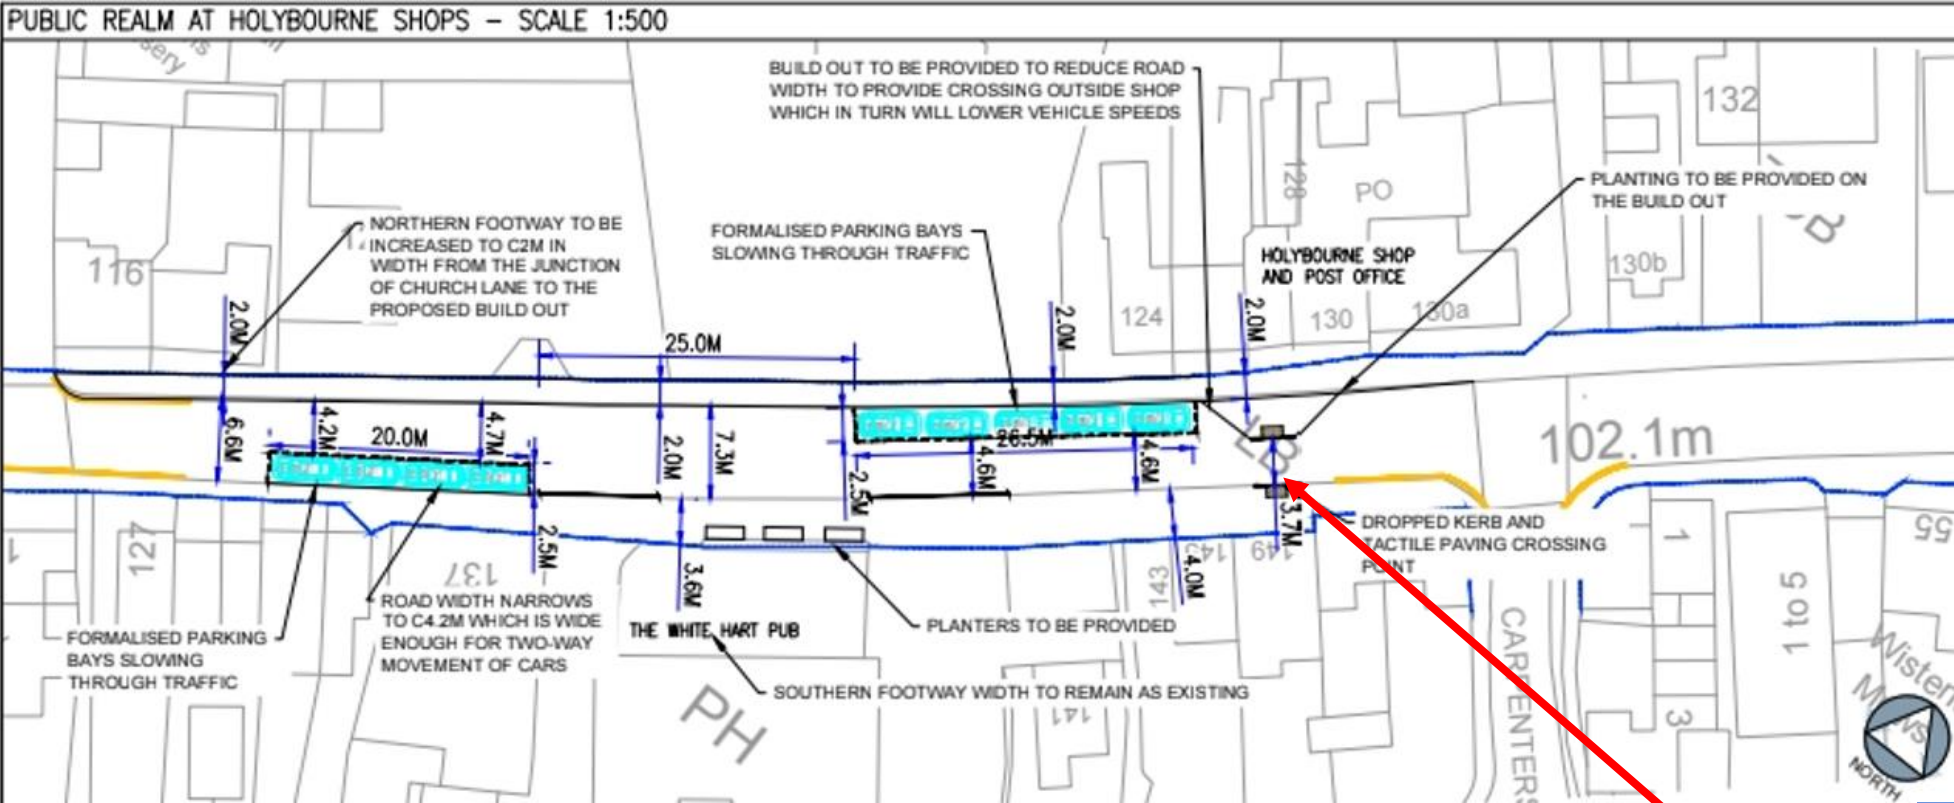 PUBLIC REALM AT HOLYBOURNE SHOPS - SCALE 1:500
BUILD OUT TO BE PROVIDED TO REDUCE ROAD
WIDTH TO PROVIDE CROSSING OUTSIDE SHOP
WHICH IN TURN WILL LOWER VEHICLE SPEEDS
132
128
PO
PLANTING TO BE PROVIDED ON
THE BUILD OUT
NORTHERN FOOTWAY TO BE
INCREASED TO C2M IN
WIDTH FROM THE JUNCTION
OF CHURCH LANE TO THE
PROPOSED BUILD OUT
FORMALISED PARKING BAYS
SLOWING THROUGH TRAFFIC
HOLYBOURNE SHOP
AND POST OFFICE
116
130b
124
130
130a
2.0M
2.0M
2.0M
25.0M
6.6M
4.2M
20.0M
4.7M
2.0M
7.3M
2.5M
26.5M
4.6M
4.6M
LB
102.1m
3.7M
2.5M
3.6M
4.0M
127
137
143
145
149
DROPPED KERB AND
TACTILE PAVING CROSSING
POINT
1
55
1 to 5
ROAD WIDTH NARROWS
TO C4.2M WHICH IS WIDE
ENOUGH FOR TWO-WAY
MOVEMENT OF CARS
THE WHITE HART PUB
PLANTERS TO BE PROVIDED
FORMALISED PARKING
BAYS SLOWING
THROUGH TRAFFIC
SOUTHERN FOOTWAY WIDTH TO REMAIN AS EXISTING
PH
141
CARPENTERS
3
NORTH